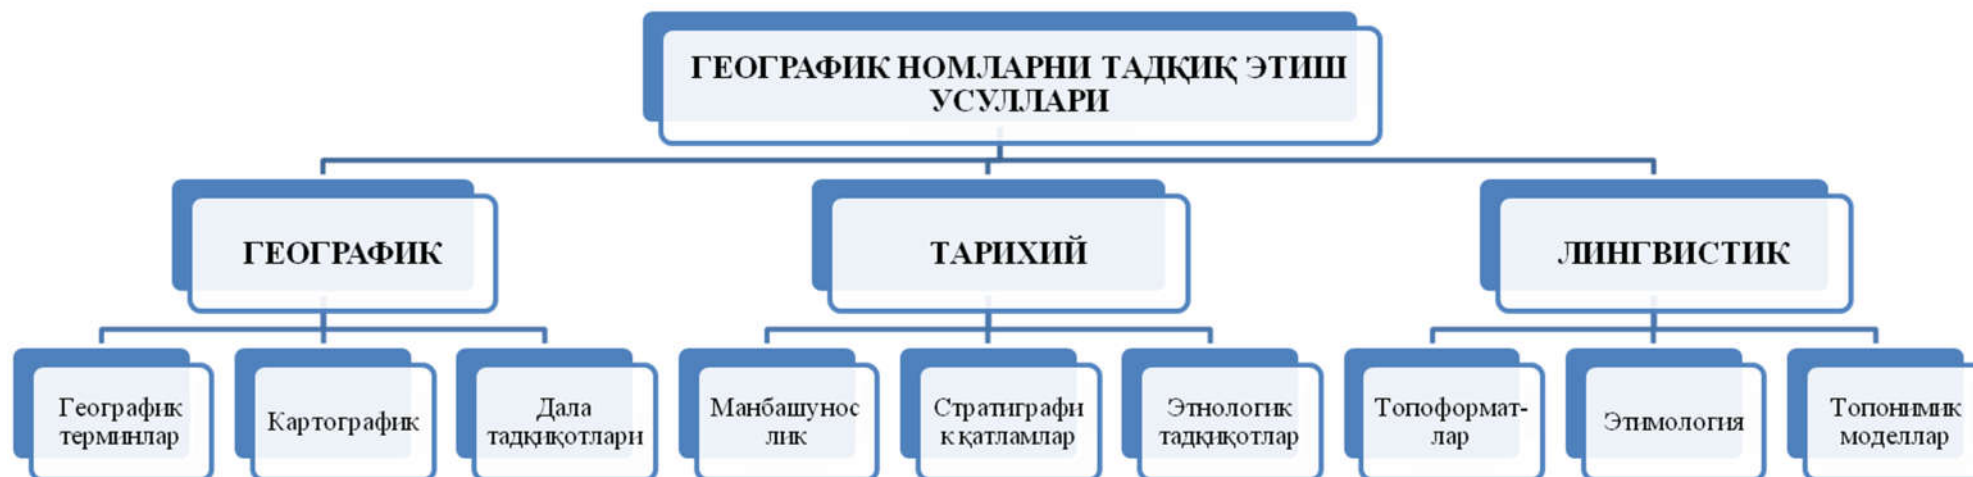 ГЕОГРАФИК НОМЛАРНИ ТАДҚИҚ ЭТИШ
УСУЛЛАРИ
ГЕОГРАФИК
ТАРИХИЙ
ЛИНГВИСТИК
Географик
терминлар
Картографик
Дала
тадқиқотлари
Манбашунос
лик
Стратиграфи
к қатламлар
Этнологик
тадқиқотлар
Топоформат-
лар
Этимология
Топонимик
моделлар